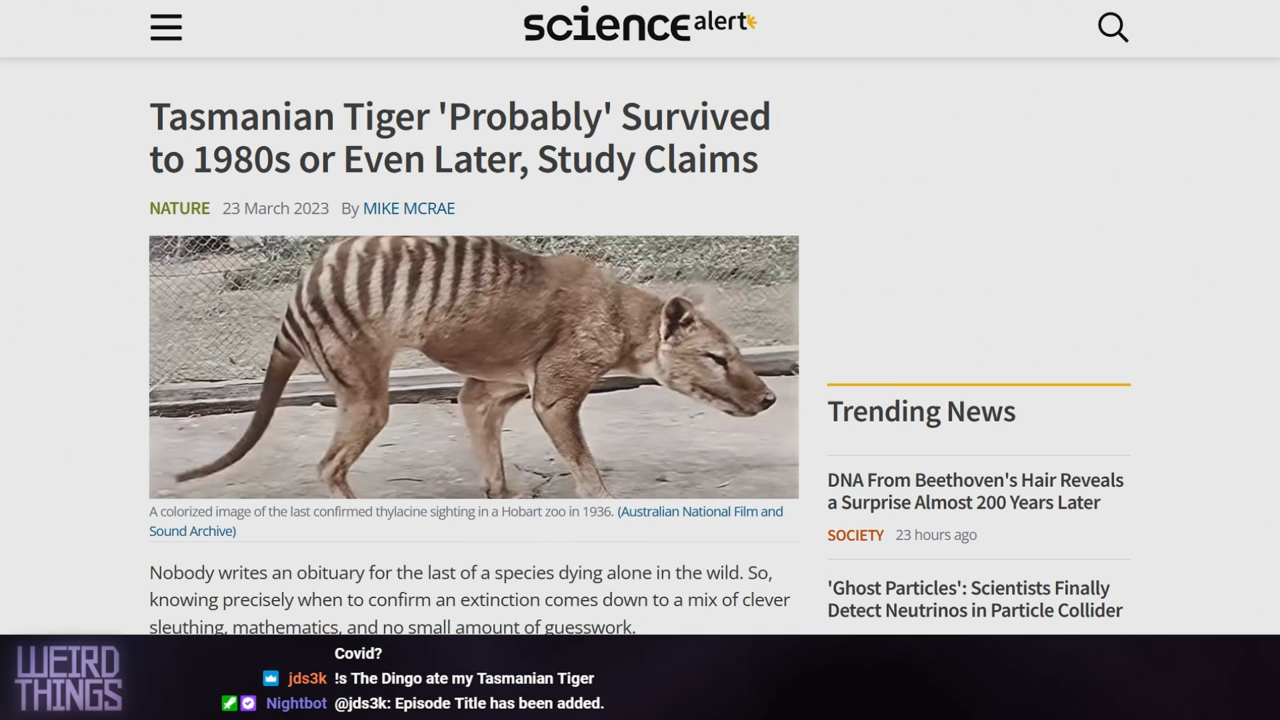 science alert
Tasmanian Tiger 'Probably' Survived
to 1980s or Even Later, Study Claims
NATURE 23 March 2023 By MIKE MCRAE
A colorized image of the last confirmed thylacine sighting in a Hobart zoo in 1936. (Australian National Film and
Sound Archive)
Nobody writes an obituary for the last of a species dying alone in the wild. So,
knowing precisely when to confirm an extinction comes down to a mix of clever
sleuthing, mathematics, and no small amount of guesswork.
Trending News
DNA From Beethoven's Hair Reveals
a Surprise Almost 200 Years Later
SOCIETY 23 hours ago
'Ghost Particles': Scientists Finally
Detect Neutrinos in Particle Collider
WEIRD
THINGS
Covid?
jds3k !s The Dingo ate my Tasmanian Tiger
Nightbot @jds3k: Episode Title has been added.